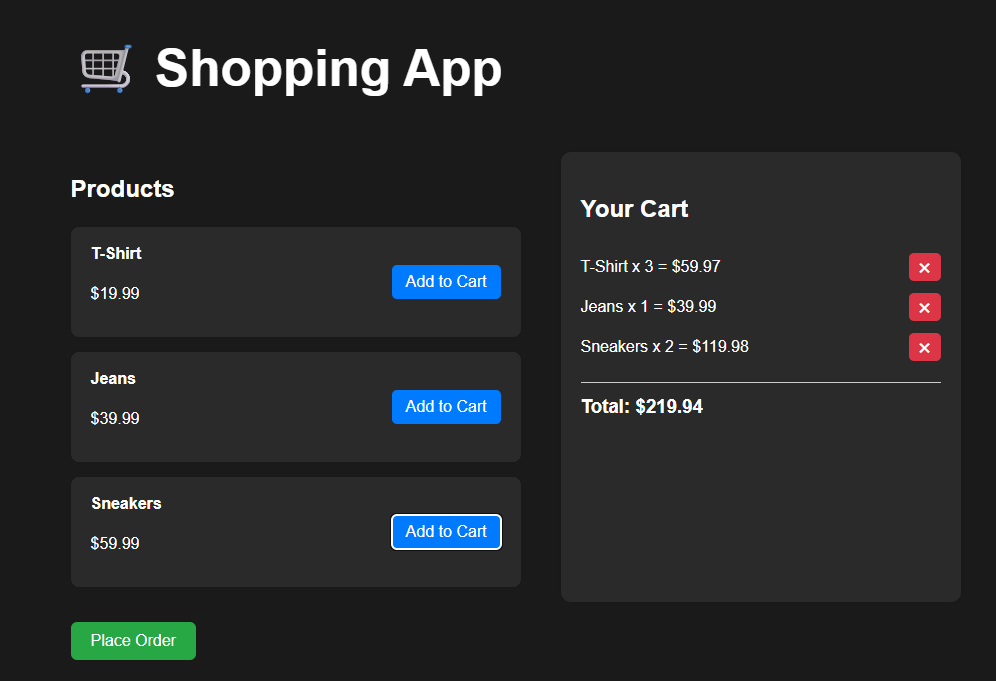 Shopping App
Products
T-Shirt
$19.99
Add to Cart
Jeans
$39.99
Add to Cart
Sneakers
$59.99
Add to Cart
Place Order
Your Cart
T-Shirt x 3 = $59.97
Jeans x 1 = $39.99
Sneakers x 2 = $119.98
Total: $219.94